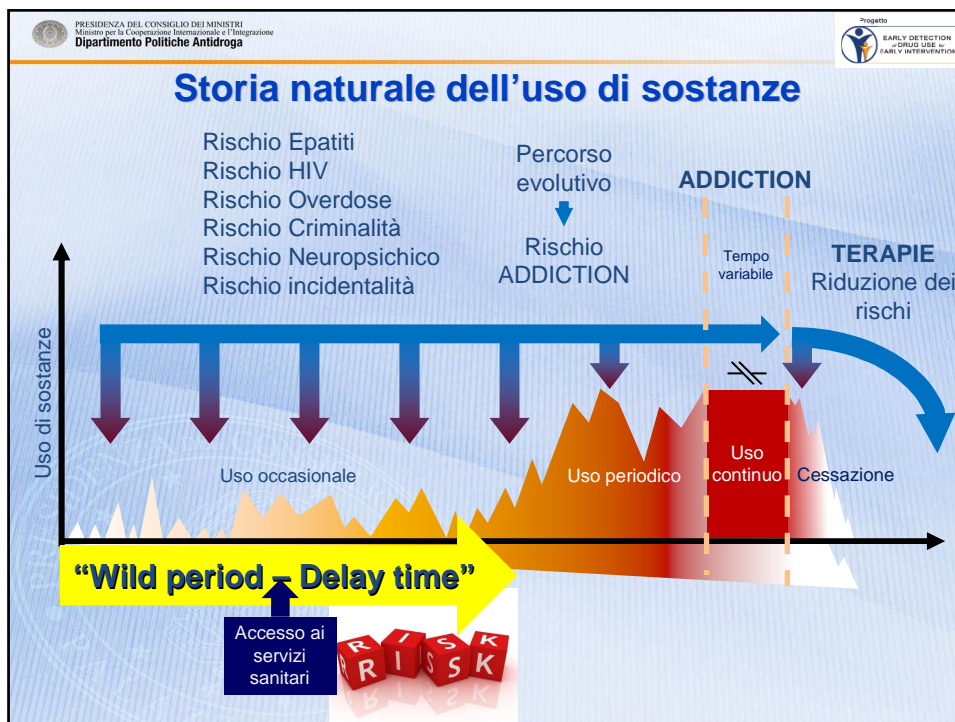 PRESIDENZA DEL CONSIGLIO DEI MINISTRI
Ministro per la Cooperazione Internazionale e l'Integrazione
Dipartimento Politiche Antidroga
Progetto
EARLY DETECTION
of DRUG USE for
EARLY INTERVENTION
Storia naturale dell'uso di sostanze
Rischio Epatiti
Rischio HIV
Rischio Overdose
Rischio Criminalità
Rischio Neuropsichico
Rischio incidentalità
Percorso
evolutivo
Rischio
ADDICTION
ADDICTION
Tempo
variabile
TERAPIE
Riduzione dei
rischi
Uso di sostanze
Uso occasionale
Uso periodico
Uso
continuo
Cessazione
“Wild period – Delay time”
Accesso ai
servizi
sanitari
R I S K
R R I S S K